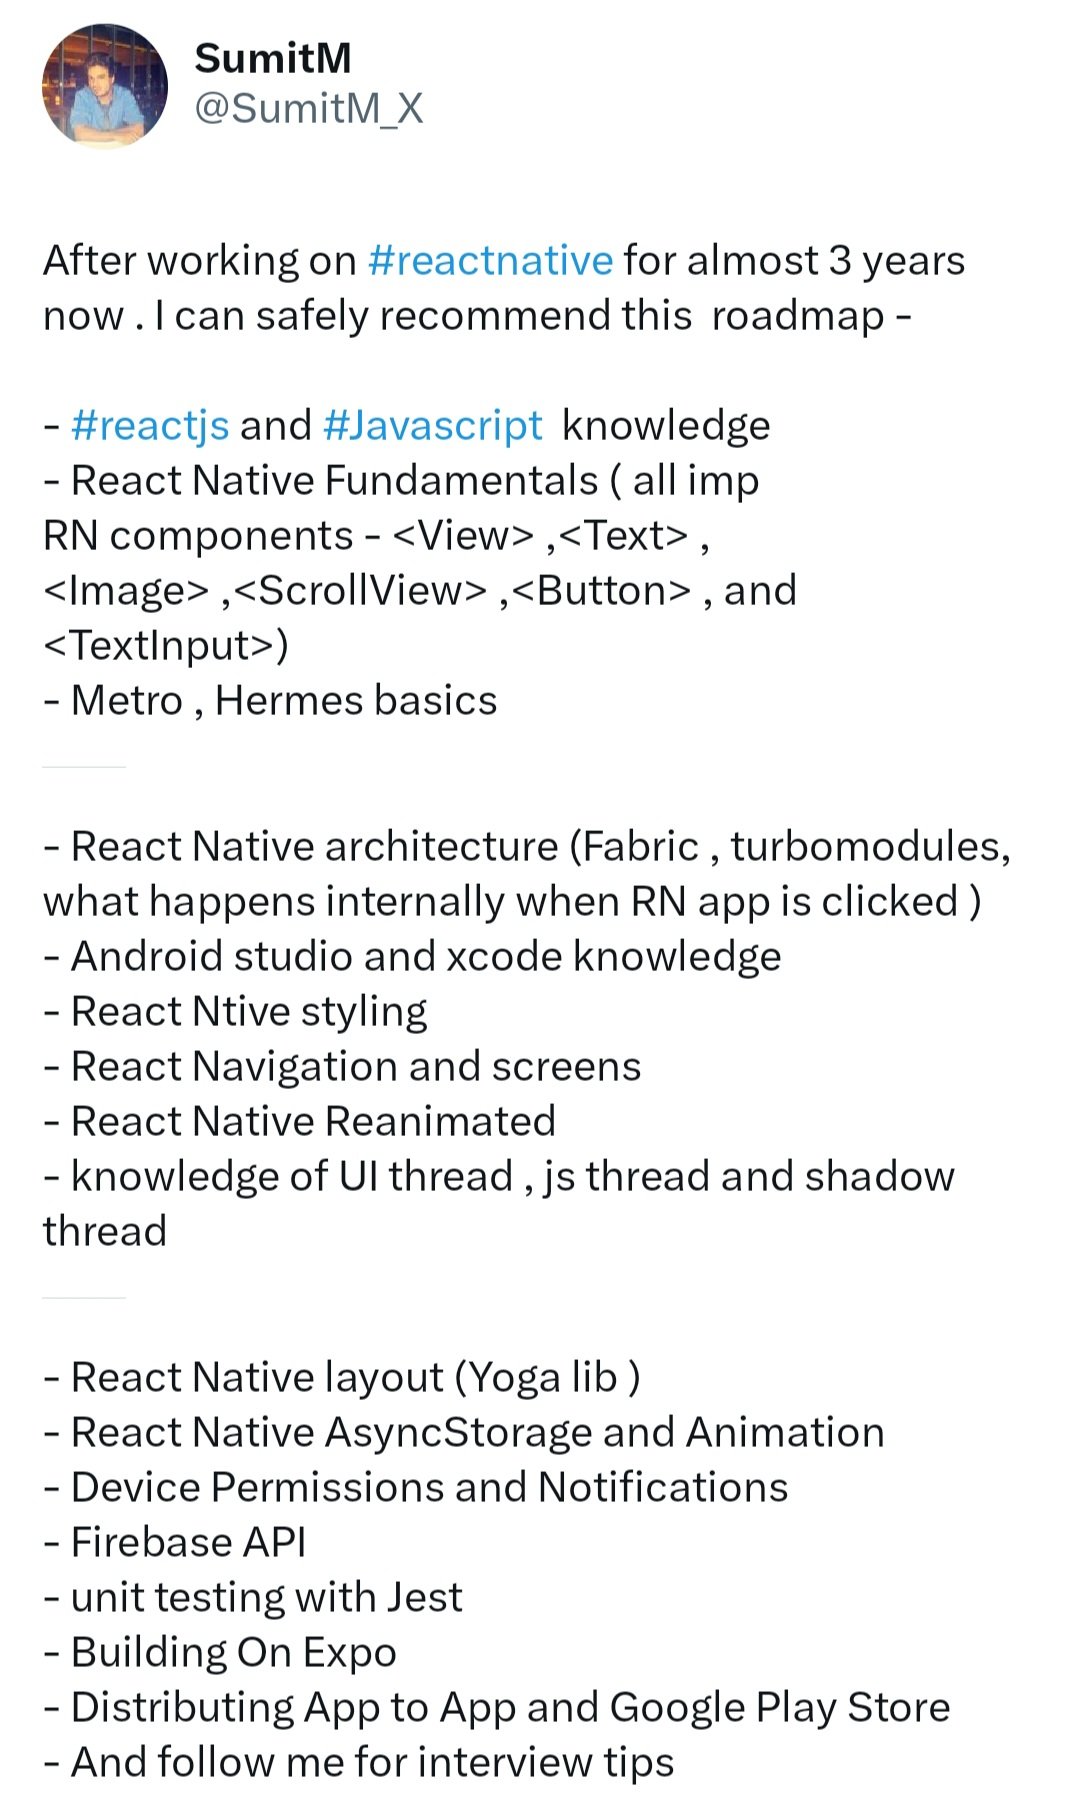 SumitM
@SumitM_X
After working on #reactnative for almost 3 years
now . I can safely recommend this  roadmap -
- #reactjs and #Javascript  knowledge
- React Native Fundamentals ( all imp
RN components - <View> ,<Text> ,
<Image> ,<ScrollView> ,<Button> , and
<TextInput>)
- Metro , Hermes basics
- React Native architecture (Fabric , turbomodules,
what happens internally when RN app is clicked )
- Android studio and xcode knowledge
- React Ntive styling
- React Navigation and screens
- React Native Reanimated
- knowledge of UI thread , js thread and shadow
thread
- React Native layout (Yoga lib )
- React Native AsyncStorage and Animation
- Device Permissions and Notifications
- Firebase API
- unit testing with Jest
- Building On Expo
- Distributing App to App and Google Play Store
- And follow me for interview tips